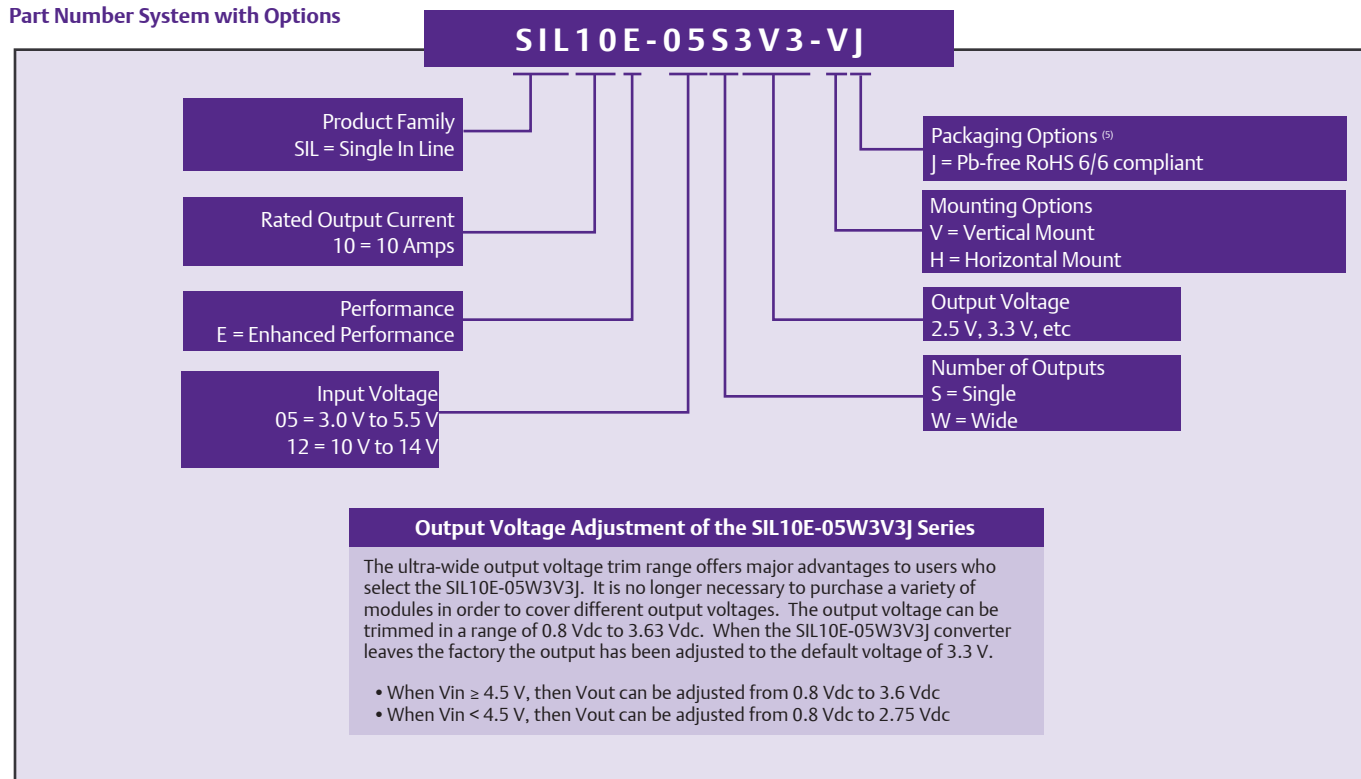 Part Number System with Options
SIL10E-05S3V3-VJ
Product Family
SIL = Single In Line
Rated Output Current
10 = 10 Amps
Performance
E = Enhanced Performance
Input Voltage
05 = 3.0 V to 5.5 V
12 = 10 V to 14 V
Packaging Options (5)
J = Pb-free RoHS 6/6 compliant
Mounting Options
V = Vertical Mount
H = Horizontal Mount
Output Voltage
2.5 V, 3.3 V, etc
Number of Outputs
S = Single
W = Wide
Output Voltage Adjustment of the SIL10E-05W3V3J Series
The ultra-wide output voltage trim range offers major advantages to users who
select the SIL10E-05W3V3J. It is no longer necessary to purchase a variety of
modules in order to cover different output voltages. The output voltage can be
trimmed in a range of 0.8 Vdc to 3.63 Vdc. When the SIL10E-05W3V3J converter
leaves the factory the output has been adjusted to the default voltage of 3.3 V.
• When Vin ≥ 4.5 V, then Vout can be adjusted from 0.8 Vdc to 3.6 Vdc
• When Vin < 4.5 V, then Vout can be adjusted from 0.8 Vdc to 2.75 Vdc